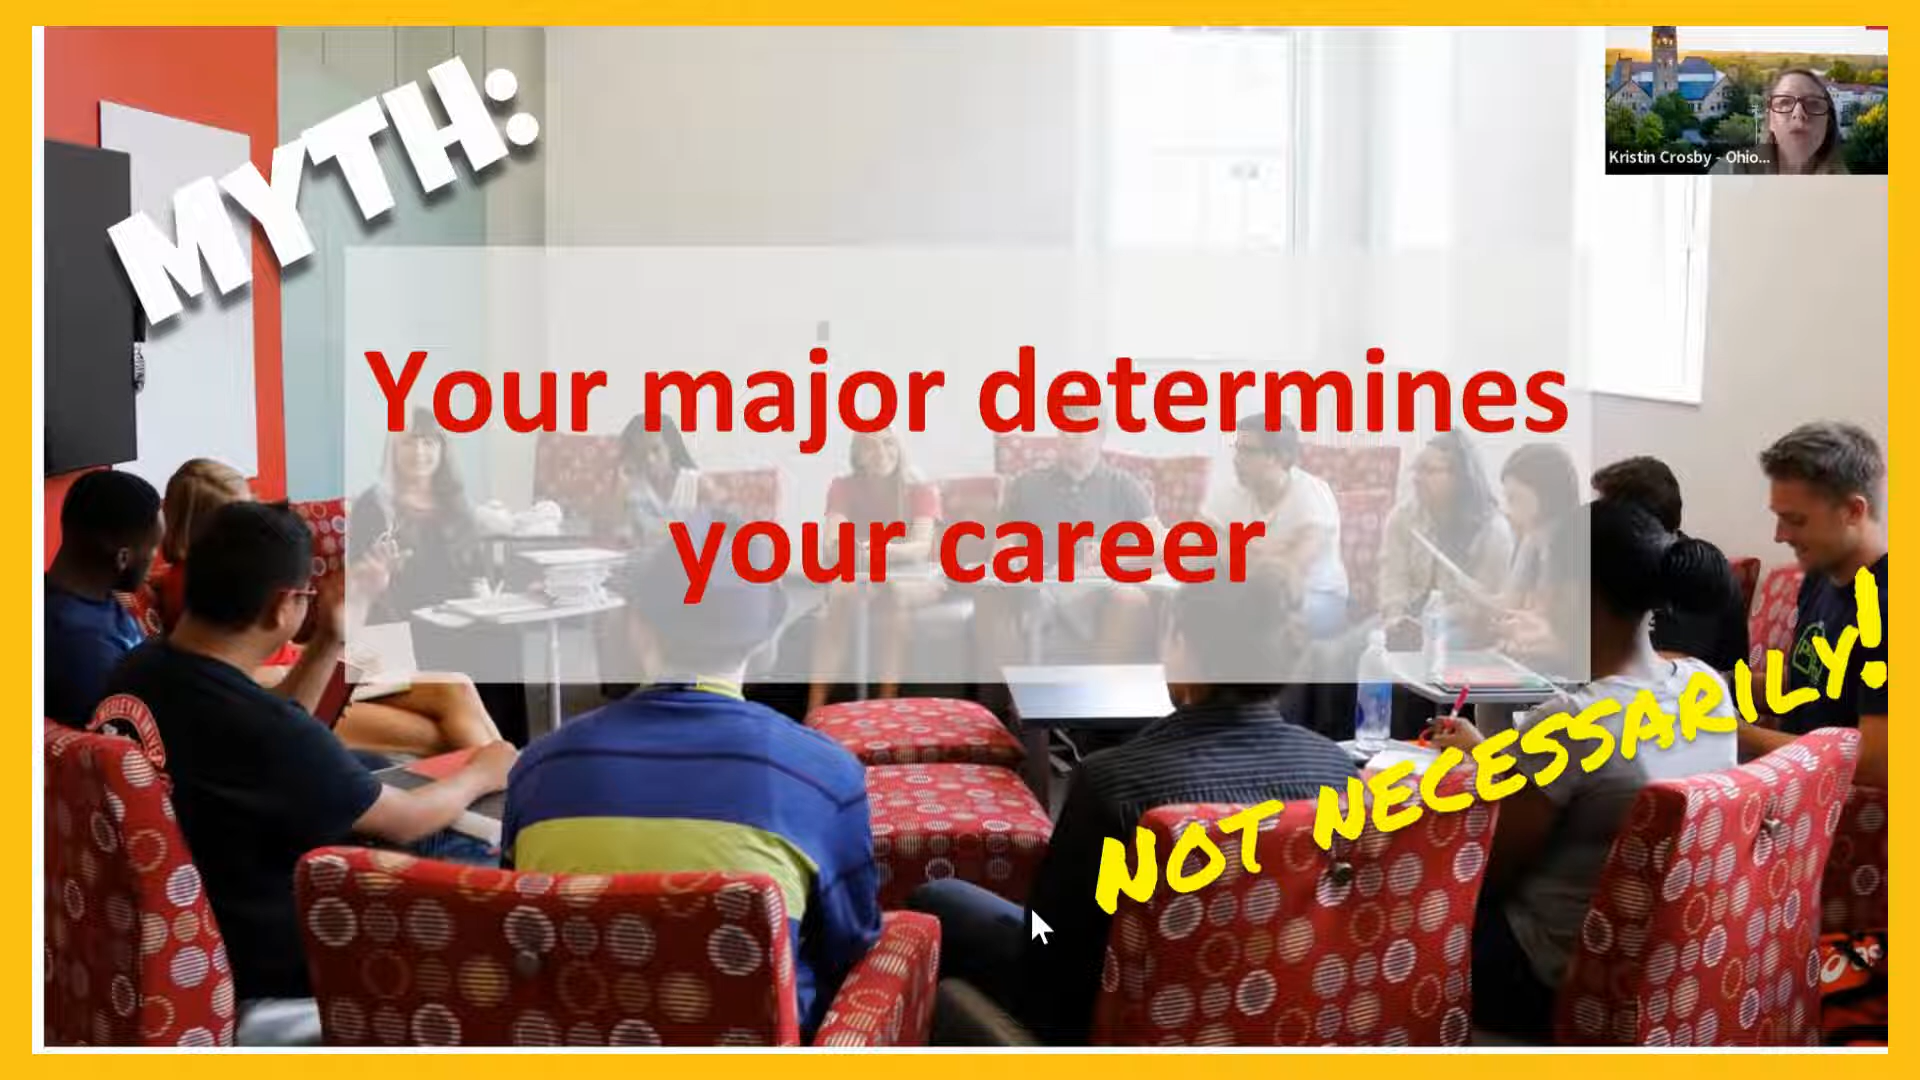 MYTH:
Kristin Crosby - Ohio...
Your major determines
your career
NOT NECESSARILY!